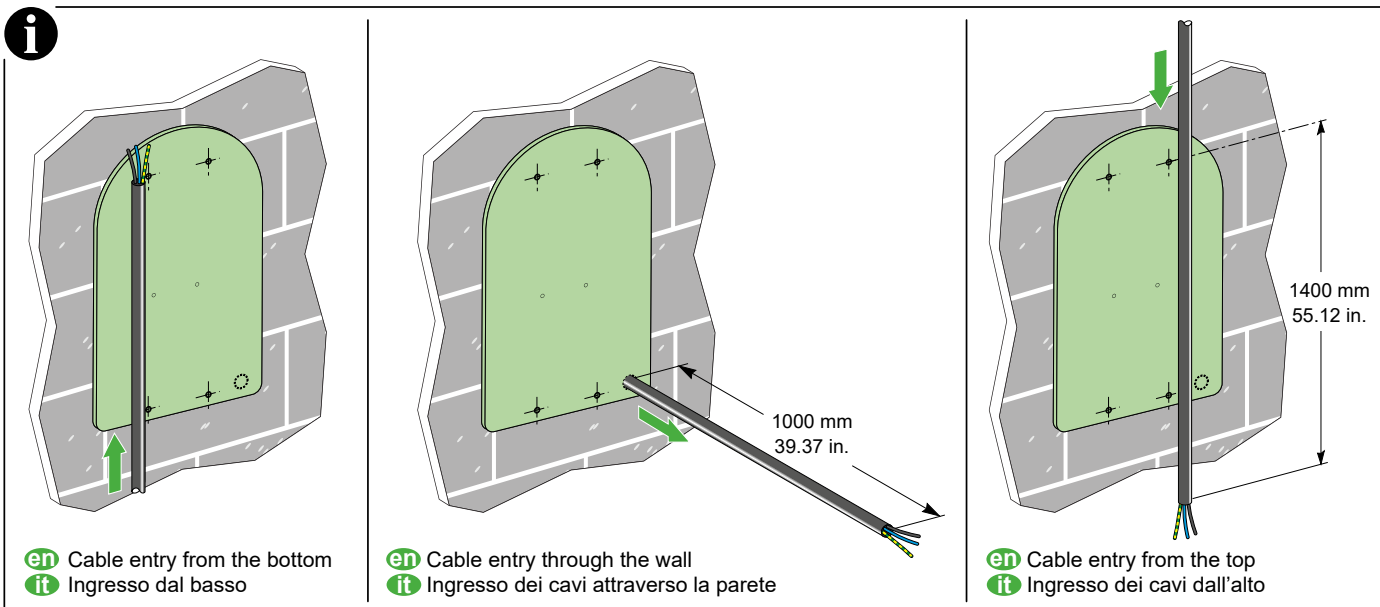 i
en Cable entry from the bottom
it Ingresso dal basso
1000 mm
39.37 in.
en Cable entry through the wall
it Ingresso dei cavi attraverso la parete
1400 mm
55.12 in.
en Cable entry from the top
it Ingresso dei cavi dall'alto